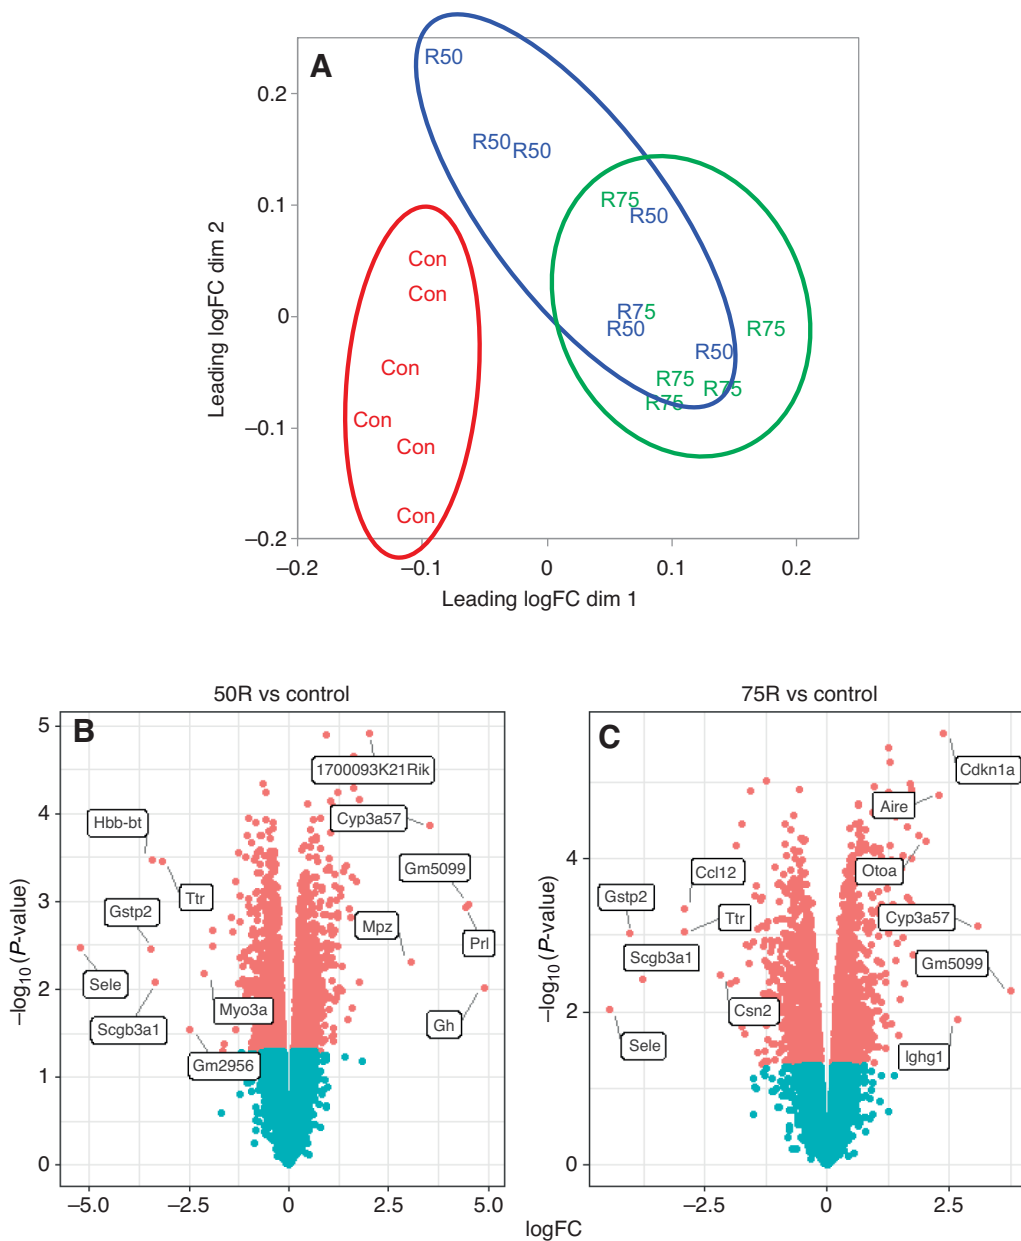 A
R50
0.2
R50 R50
0.1
R75
R50
Con
Con
0
R75
R50
R75
R50
Con
R75
R75
R75
Con
Con
−0.1
Con
−0.2
−0.2
−0.1
0
0.1
0.2
Leading logFC dim 2
Leading logFC dim 1
50R vs control
B
5
4
3
2
1
0
−log10 (P-value)
1700093K21Rik
Cyp3a57
Hbb-bt
Gm5099
Ttr
Gstp2
Mpz
Prl
Sele
Myo3a
Scgb3a1
Gh
Gm2956
−5.0
−2.5
0
2.5
5.0
75R vs control
C
4
2
0
−log10 (P-value)
Cdkn1a
Aire
Otoa
Ccl12
Gstp2
Ttr
Cyp3a57
Scgb3a1
Gm5099
Csn2
Sele
Ighg1
−2.5
0
2.5
logFC